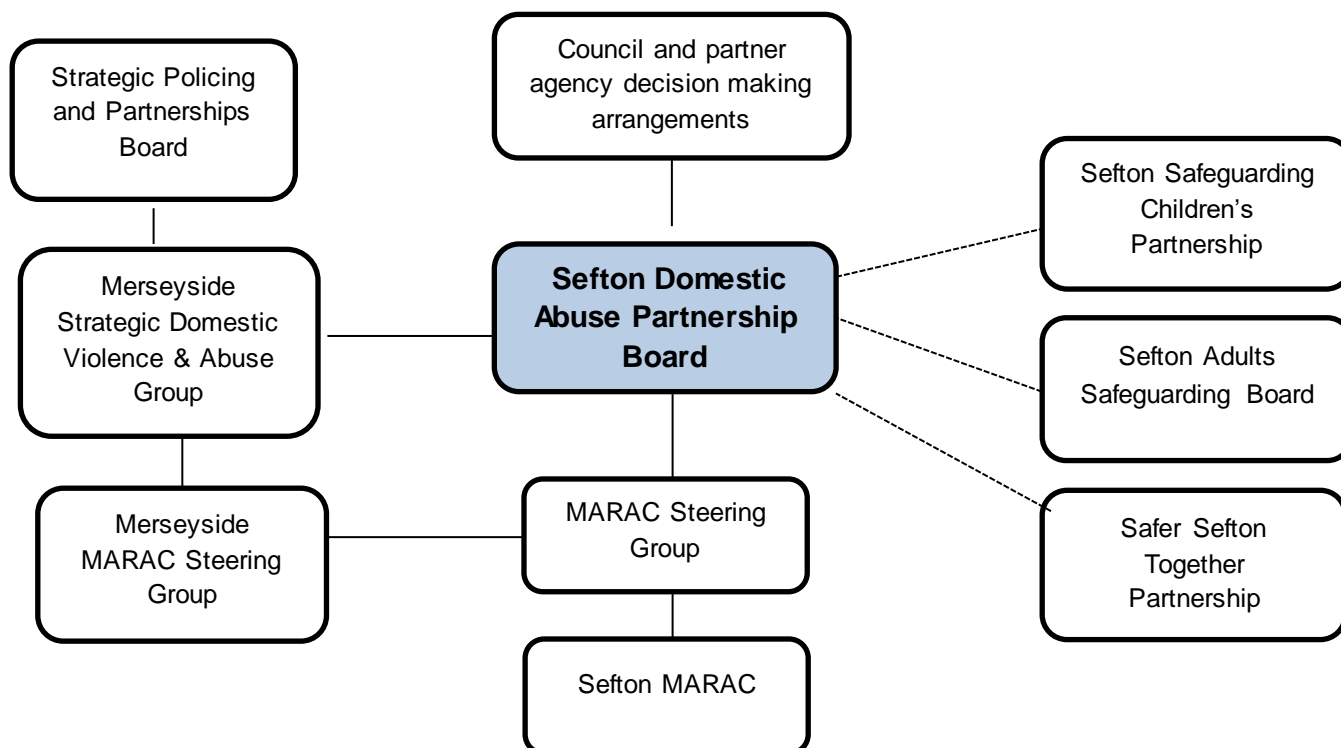 Strategic Policing
and Partnerships
Board
Council and partner
agency decision making
arrangements
Sefton Safeguarding
Children’s
Partnership
Merseyside
Strategic Domestic
Violence & Abuse
Group
Sefton Domestic
Abuse Partnership
Board
Sefton Adults
Safeguarding Board
Merseyside
MARAC Steering
Group
MARAC Steering
Group
Safer Sefton
Together
Partnership
Sefton MARAC